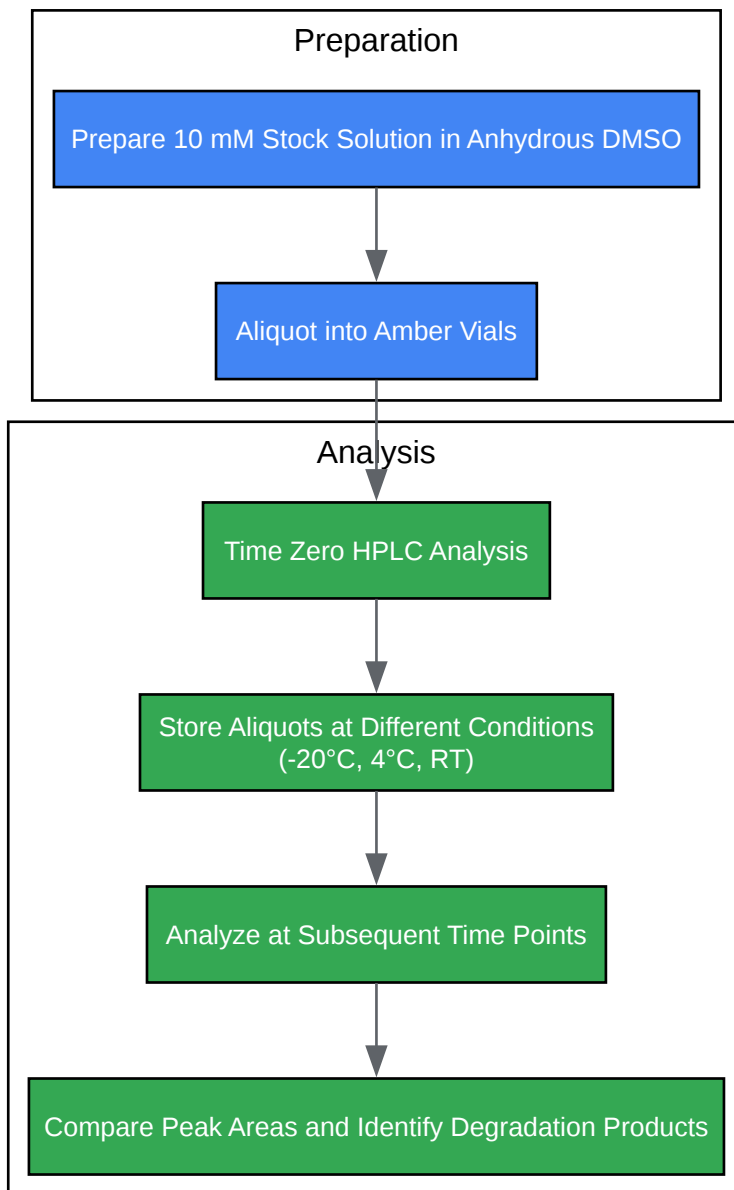 Preparation
Prepare 10 mM Stock Solution in Anhydrous DMSO
Aliquot into Amber Vials
Analysis
Time Zero HPLC Analysis
Store Aliquots at Different Conditions
(-20°C, 4°C, RT)
Analyze at Subsequent Time Points
Compare Peak Areas and Identify Degradation Products